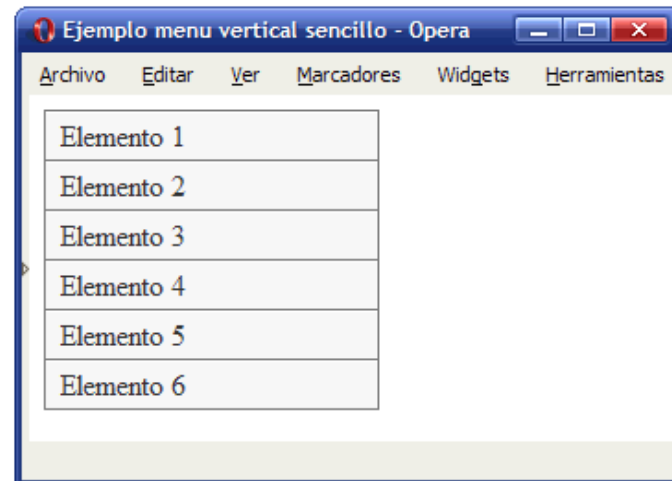 Ejemplo menu vertical sencillo - Opera
Archivo Editar Ver Marcadores Widgets Herramientas
Elemento 1
Elemento 2
Elemento 3
Elemento 4
Elemento 5
Elemento 6